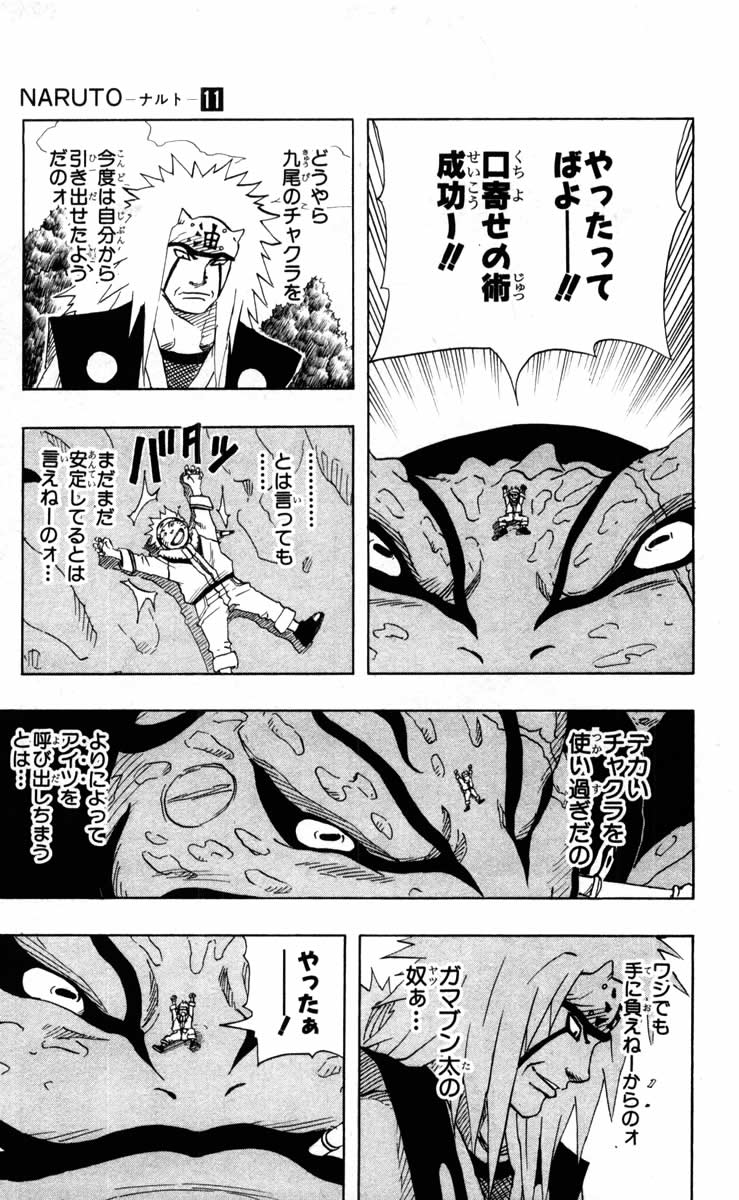 NARUTO—ナルト—11
やったって
ばよ——!!
口寄せの術
成功ー!!
どうやら
九尾のチャクラを
今度は自分から
引き出せたよう
だのォ
バタッ
…………
……
とは言っても
まだまだ
安定してるとは
言えねーのォ…
デカい
チャクラを
使い過ぎだの
よりによって
アイツを
呼び出しちまう
とは…
ワジでも
手に負えねーからのォ
ガマブン太の
奴ぁ…
やったぁ
——!